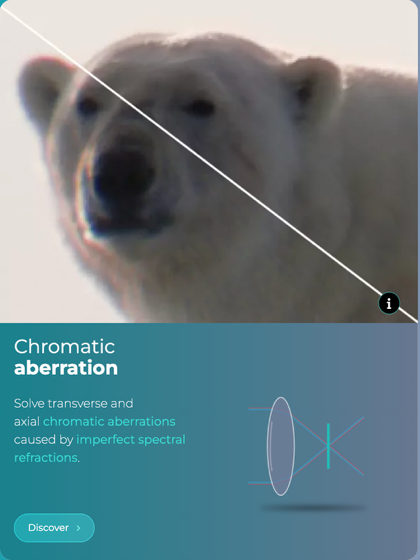 i
Chromatic
aberration
Solve transverse and
axial chromatic aberrations
caused by imperfect spectral
refractions.
Discover >